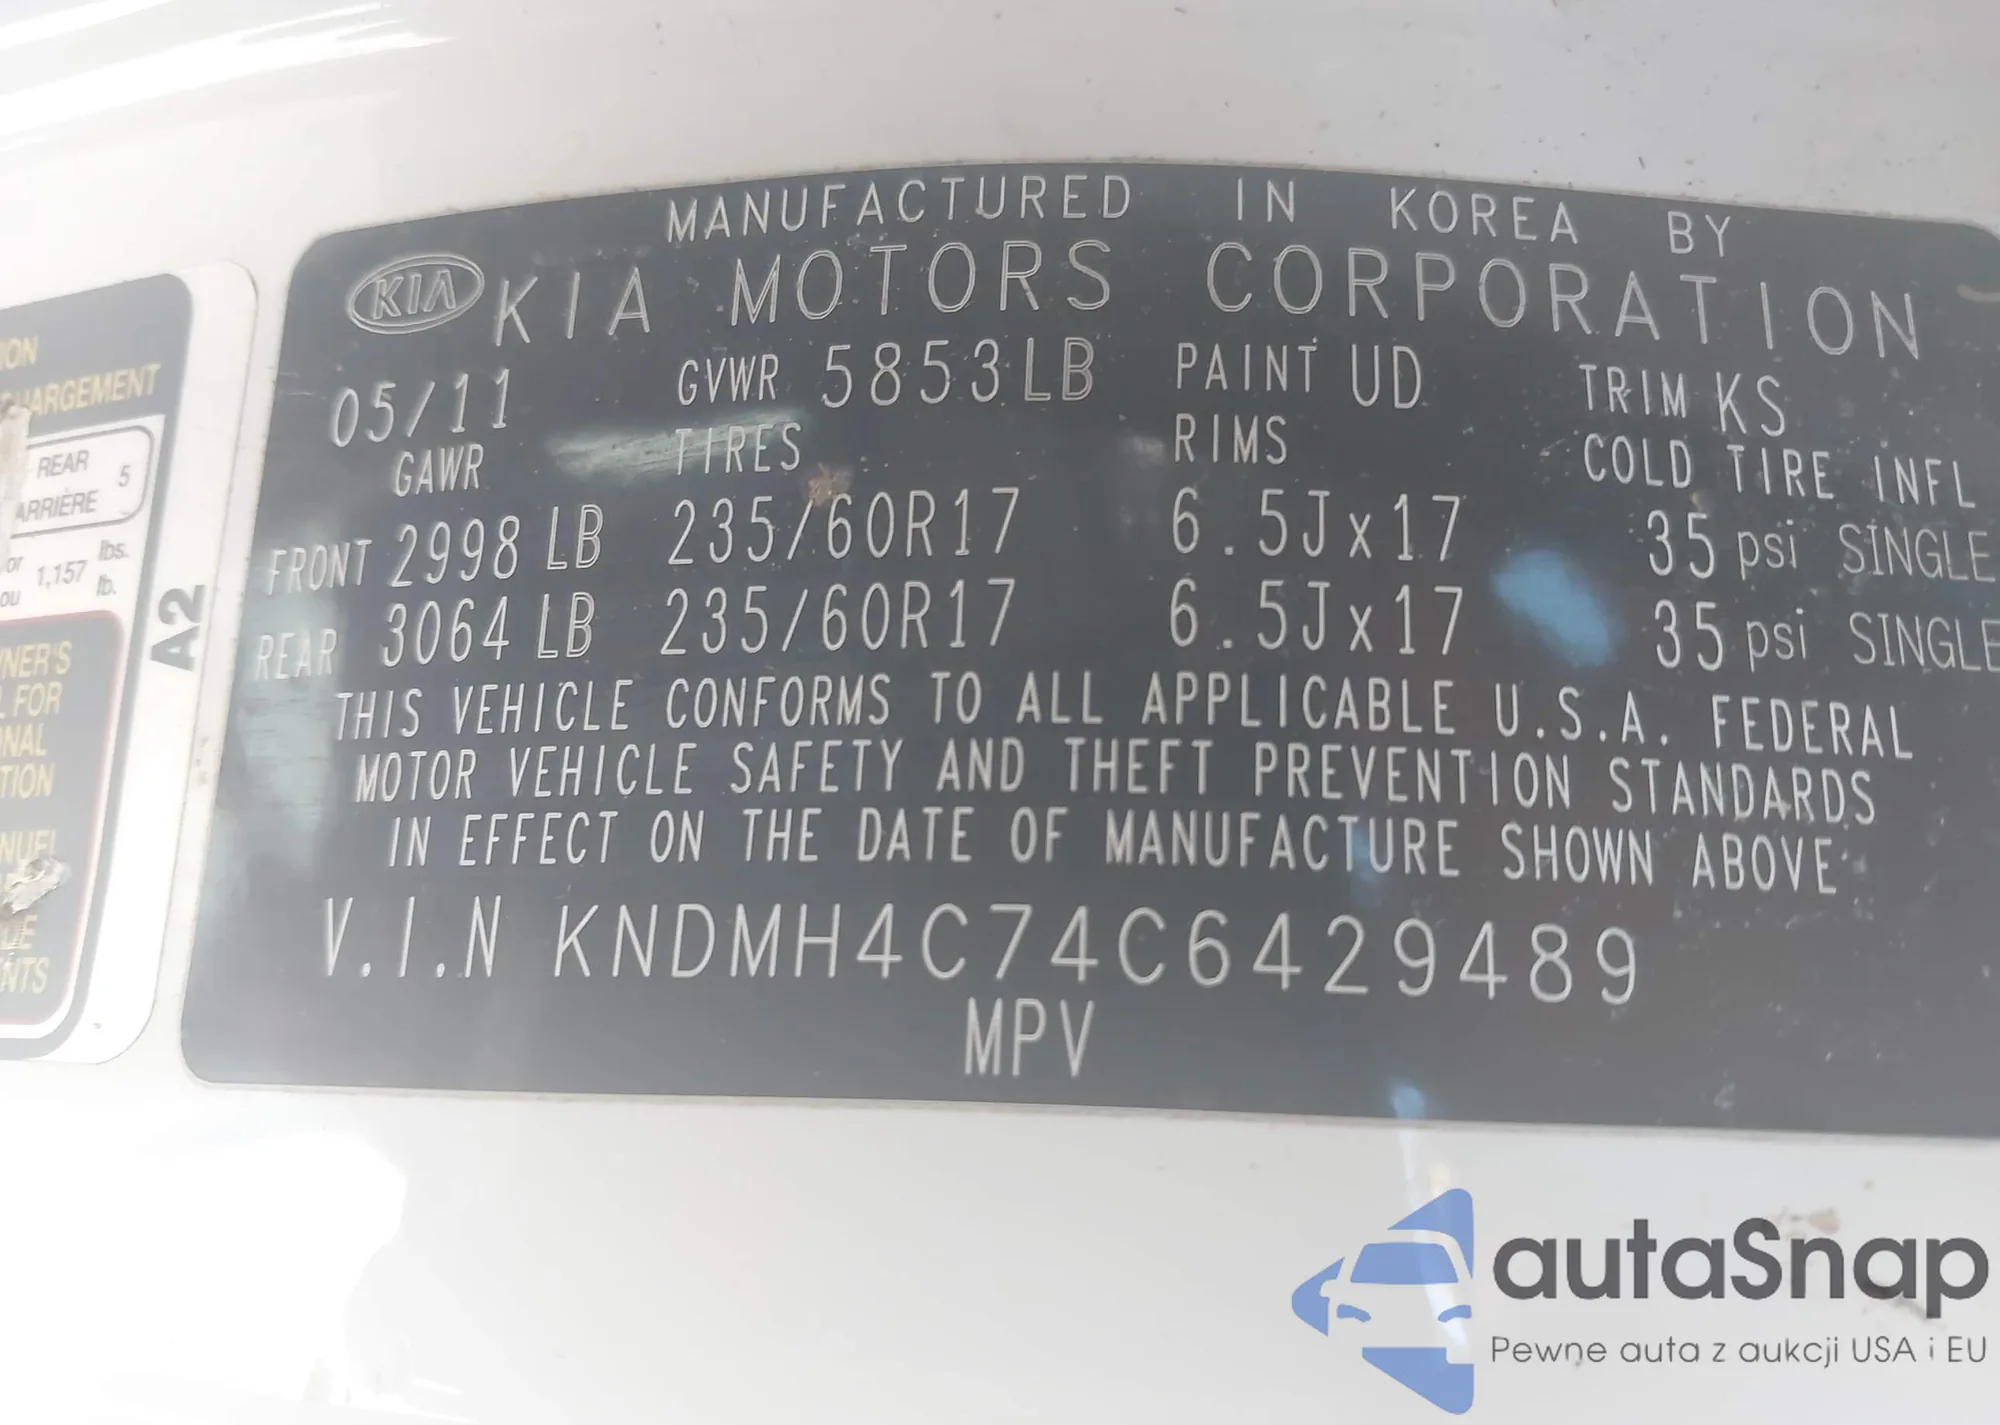 MANUFACTURED IN KOREA BY
KIA KIA MOTORS CORPORATION
05/11 GVWR 5853LB PAINT UD TRIM KS
GAWR TIRES RIMS COLD TIRE INFL
FRONT 2998 LB 235/60R17 6.5Jx17 35 psi SINGLE
REAR 3064 LB 235/60R17 6.5Jx17 35 psi SINGLE
THIS VEHICLE CONFORMS TO ALL APPLICABLE U.S.A. FEDERAL
MOTOR VEHICLE SAFETY AND THEFT PREVENTION STANDARDS
IN EFFECT ON THE DATE OF MANUFACTURE SHOWN ABOVE
V.I.N KNDMH4C74C6429489
MPV
REAR 5
ARRIÈRE
or 1,157 lbs.
ou lb.
A2
FOR
autaSnap
Pewne auta z aukcji USA i EU